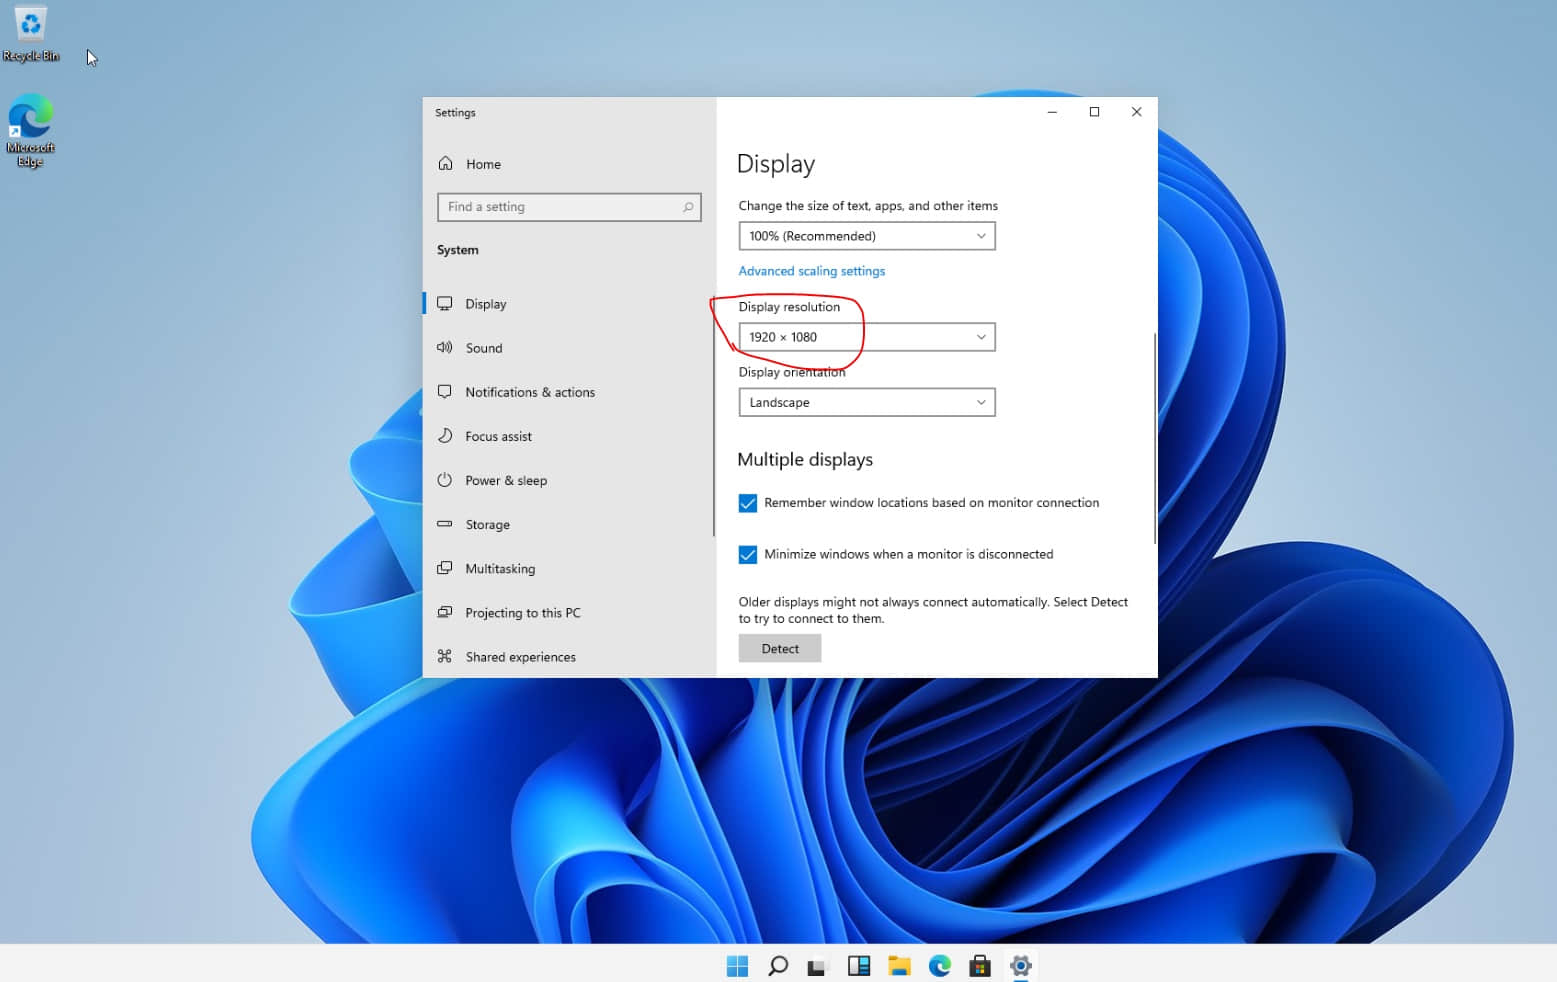 Recycle Bin
Microsoft
Edge
Settings
Home
Find a setting
System
Display
Sound
Notifications & actions
Focus assist
Power & sleep
Storage
Multitasking
Projecting to this PC
Shared experiences
Display
Change the size of text, apps, and other items
100% (Recommended)
Advanced scaling settings
Display resolution
1920 × 1080
Display orientation
Landscape
Multiple displays
Remember window locations based on monitor connection
Minimize windows when a monitor is disconnected
Older displays might not always connect automatically. Select Detect
to try to connect to them.
Detect